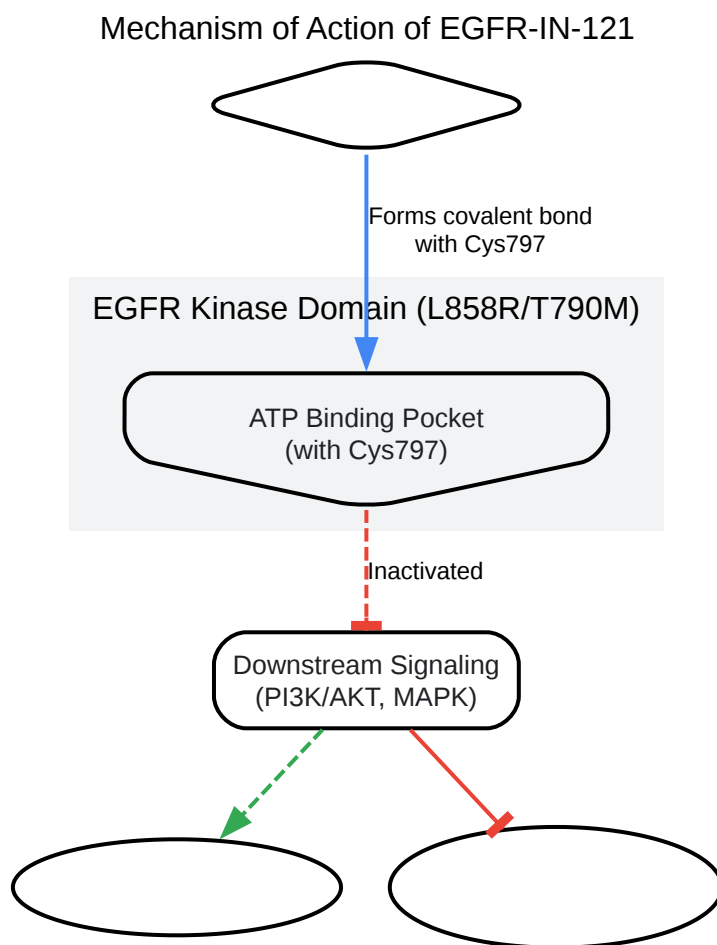 Mechanism of Action of EGFR-IN-121
Forms covalent bond
with Cys797
EGFR Kinase Domain (L858R/T790M)
ATP Binding Pocket
(with Cys797)
Inactivated
Downstream Signaling
(PI3K/AKT, MAPK)